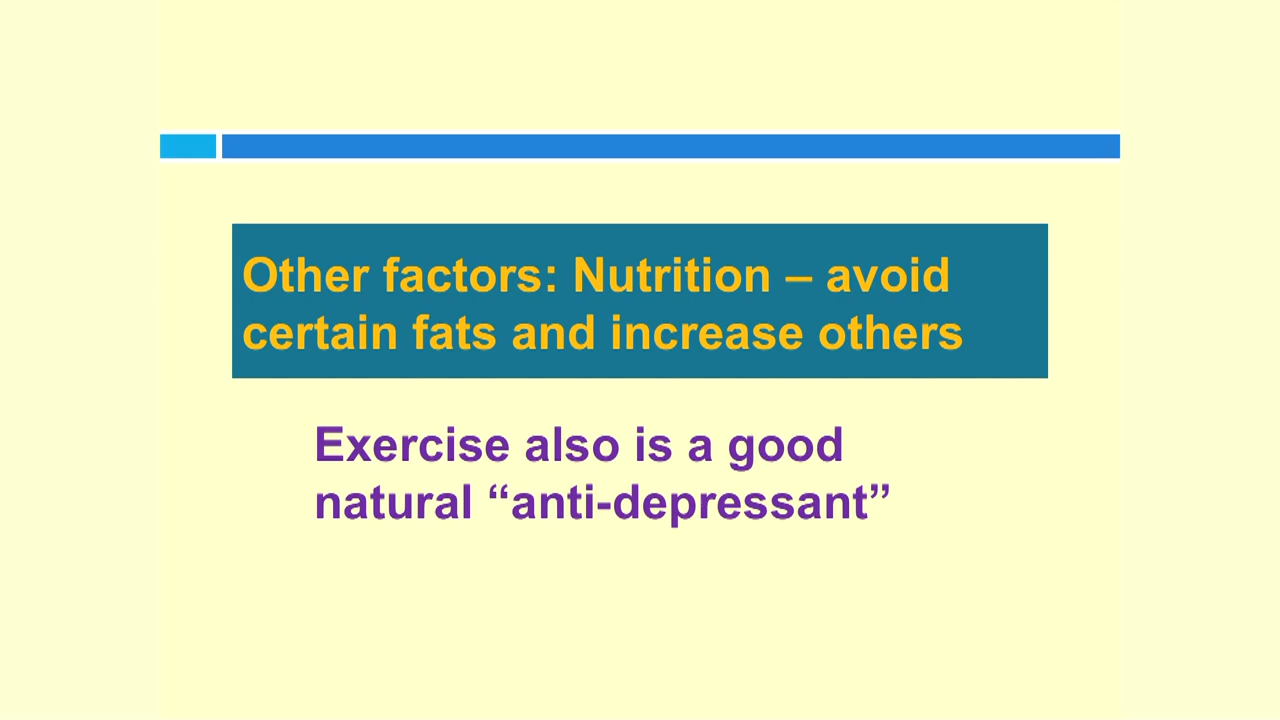 Other factors: Nutrition – avoid
certain fats and increase others
Exercise also is a good
natural “anti-depressant”